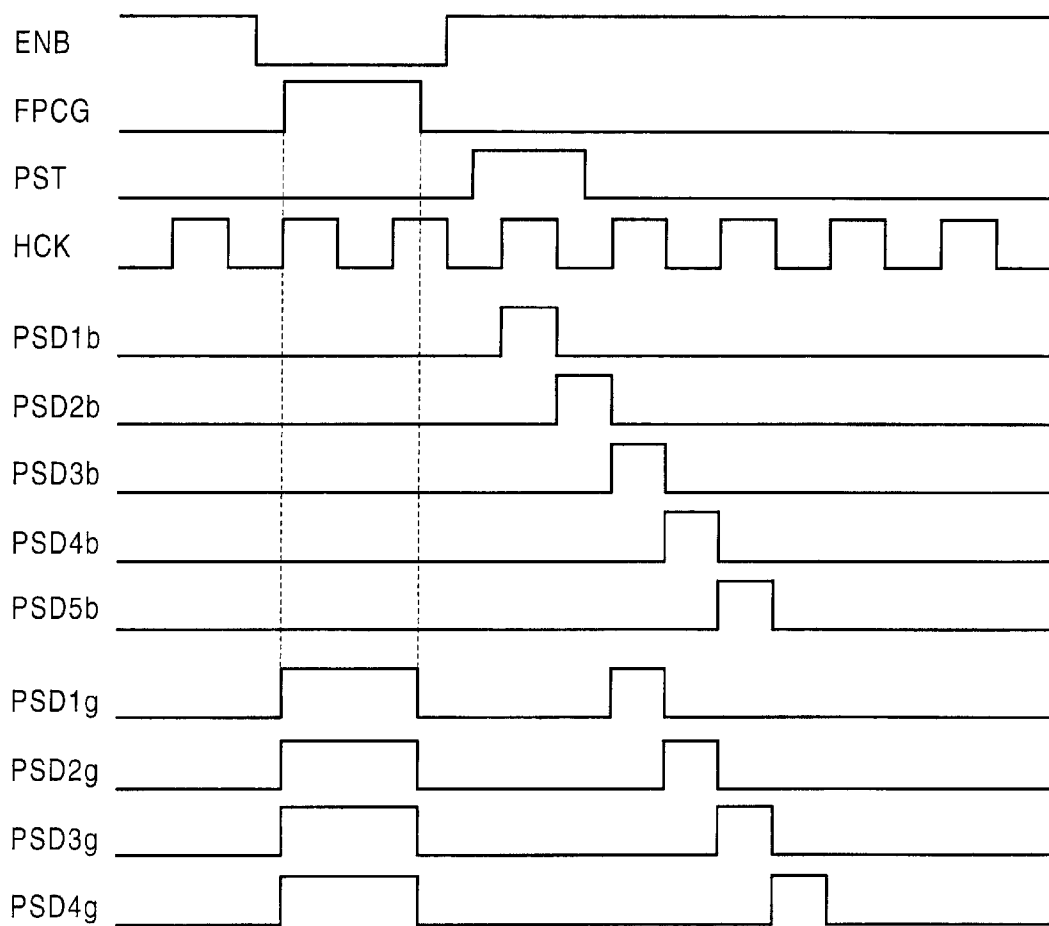 ENB
FPCG
PST
HCK
PSD1b
PSD2b
PSD3b
PSD4b
PSD5b
PSD1g
PSD2g
PSD3g
PSD4g